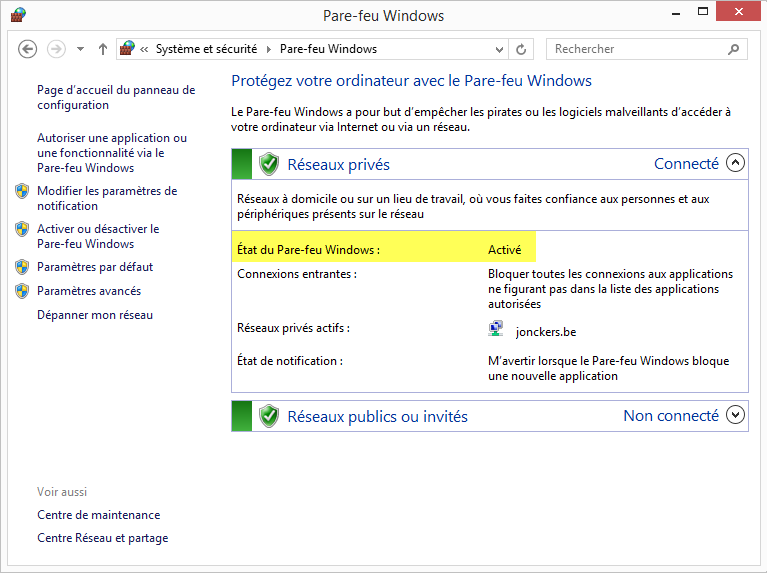 Pare-feu Windows
« Système et sécurité Pare-feu Windows
Rechercher
Page d'accueil du panneau de
configuration
Autoriser une application ou
une fonctionnalité via le
Pare-feu Windows
Modifier les paramètres de
notification
Activer ou désactiver le
Pare-feu Windows
Paramètres par défaut
Paramètres avancés
Dépanner mon réseau
Voir aussi
Centre de maintenance
Centre Réseau et partage
Protégez votre ordinateur avec le Pare-feu Windows
Le Pare-feu Windows a pour but d'empêcher les pirates ou les logiciels malveillants d'accéder à
votre ordinateur via Internet ou via un réseau.
Réseaux privés Connecté
Réseaux à domicile ou sur un lieu de travail, où vous faites confiance aux personnes et aux
périphériques présents sur le réseau
État du Pare-feu Windows : Activé
Connexions entrantes : Bloquer toutes les connexions aux applications
ne figurant pas dans la liste des applications
autorisées
Réseaux privés actifs : jonckers.be
État de notification : M'avertir lorsque le Pare-feu Windows bloque
une nouvelle application
Réseaux publics ou invités Non connecté